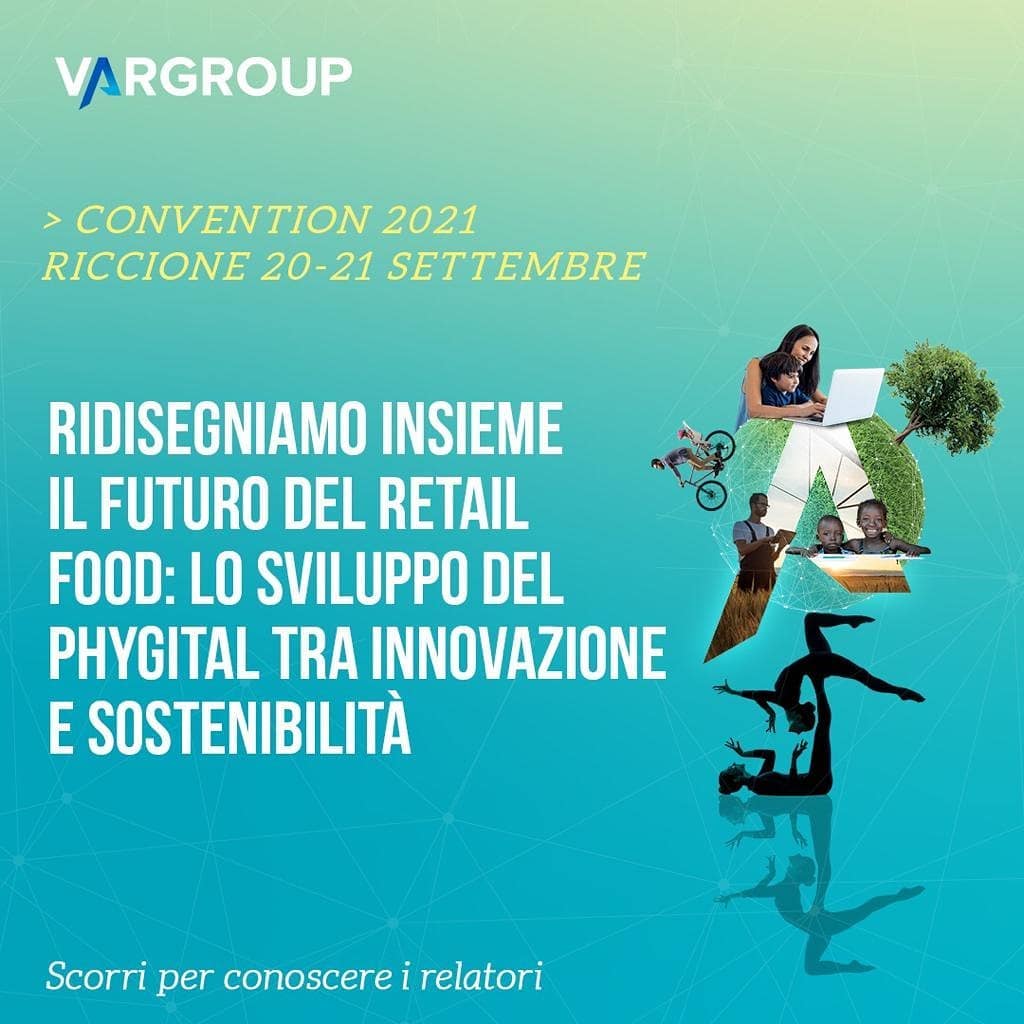 VARGROUP
> CONVENTION 2021
RICCIONE 20-21 SETTEMBRE
RIDISEGNIAMO INSIEME
IL FUTURO DEL RETAIL
FOOD: LO SVILUPPO DEL
PHYGITAL TRA INNOVAZIONE
E SOSTENIBILITÀ
Scorri per conoscere i relatori